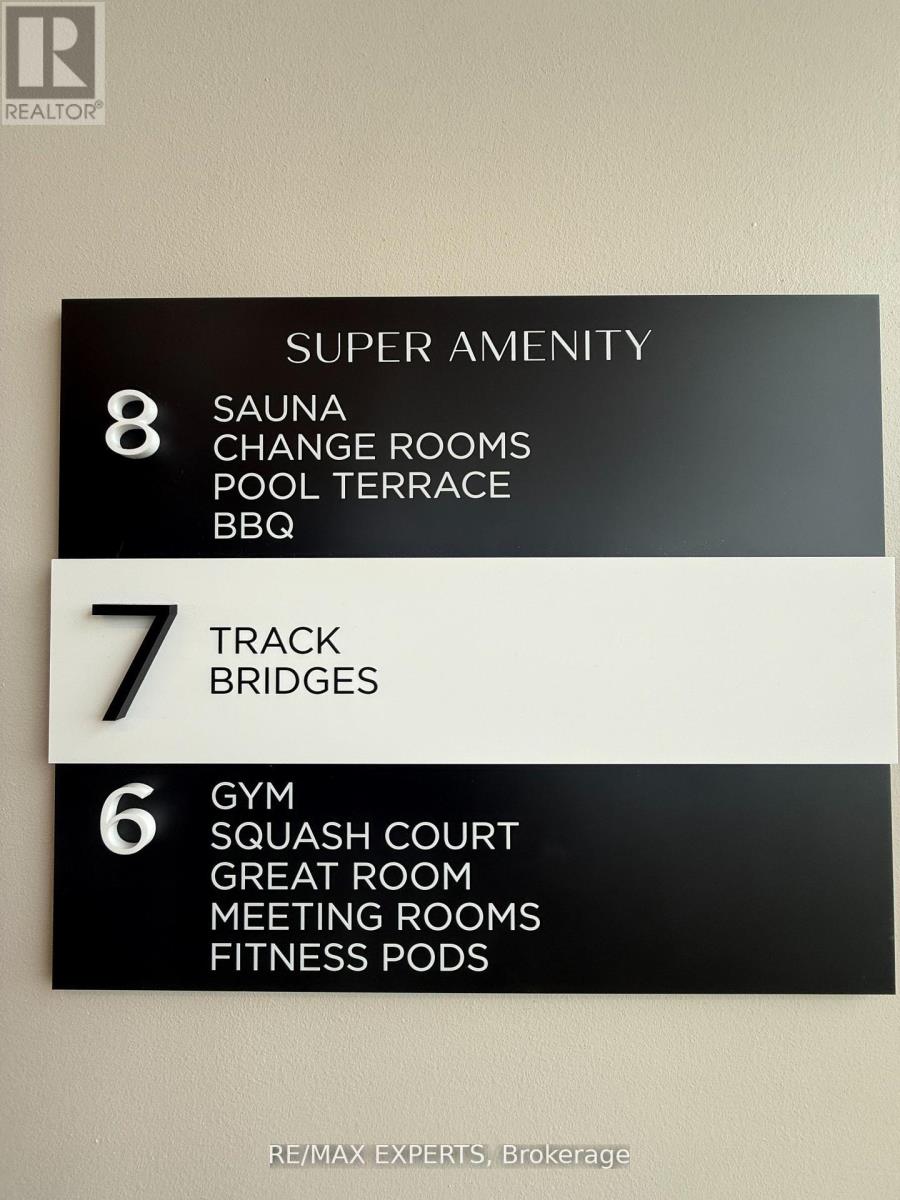 R
REALTOR®
SUPER AMENITY
8
SAUNA
CHANGE ROOMS
POOL TERRACE
BBQ
7
TRACK
BRIDGES
6
GYM
SQUASH COURT
GREAT ROOM
MEETING ROOMS
FITNESS PODS
RE/MAX EXPERTS, Brokerage